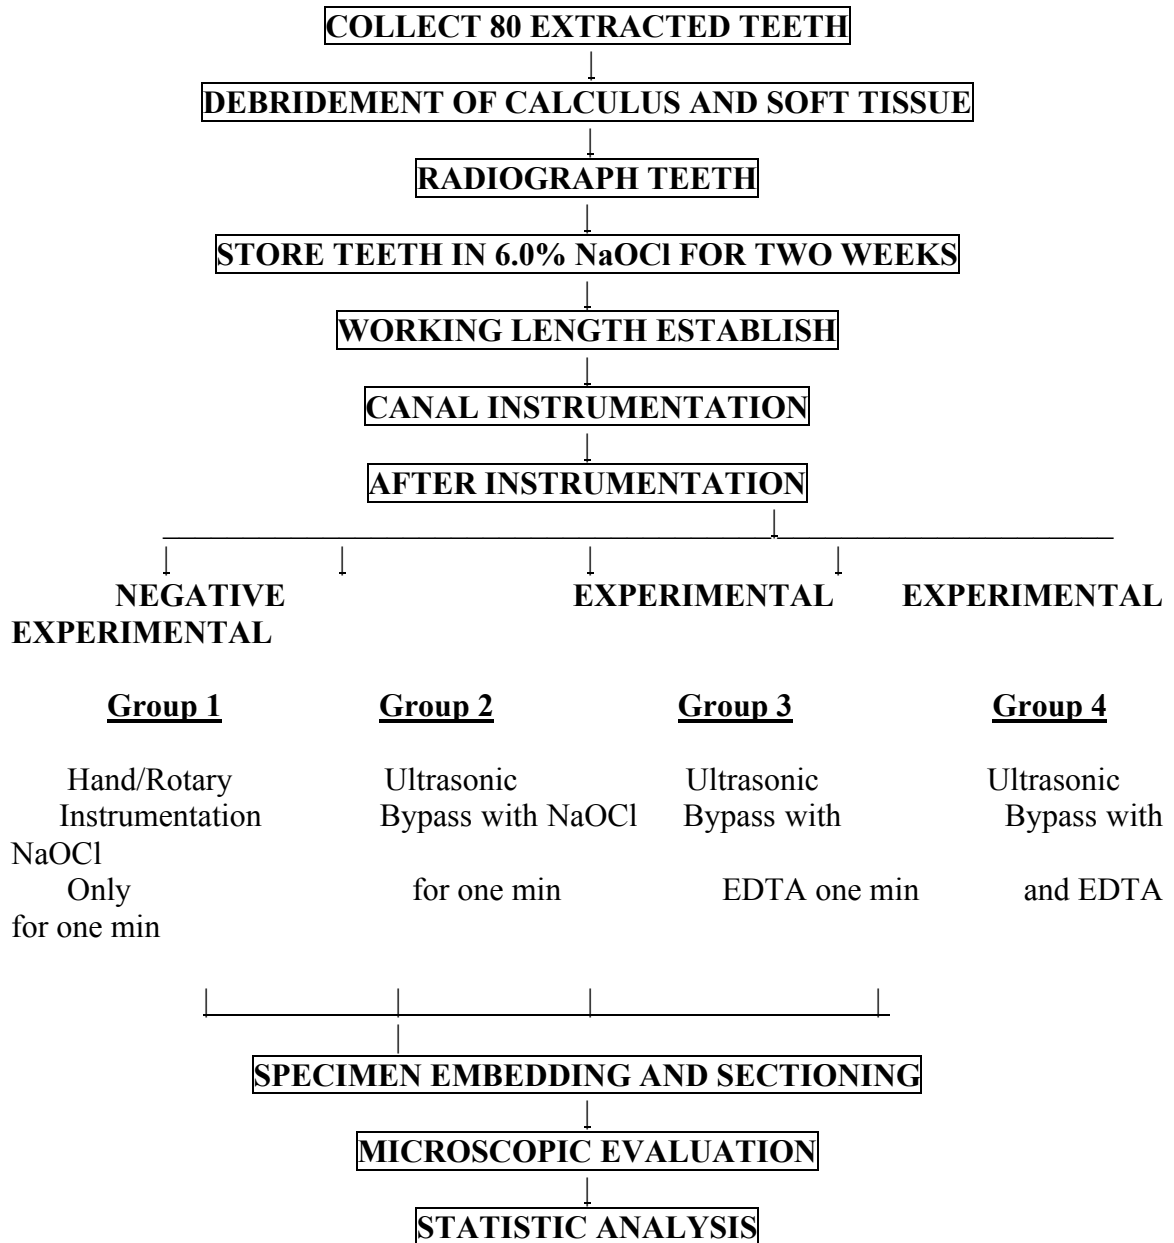 COLLECT 80 EXTRACTED TEETH
DEBRIDEMENT OF CALCULUS AND SOFT TISSUE
RADIOGRAPH TEETH
STORE TEETH IN 6.0% NaOCl FOR TWO WEEKS
WORKING LENGTH ESTABLISH
CANAL INSTRUMENTATION
AFTER INSTRUMENTATION
NEGATIVE EXPERIMENTAL EXPERIMENTAL
EXPERIMENTAL
Group 1 Group 2 Group 3 Group 4
Hand/Rotary Ultrasonic Ultrasonic Ultrasonic
Instrumentation Bypass with NaOCl Bypass with Bypass with
NaOCl
Only for one min EDTA one min and EDTA
for one min
SPECIMEN EMBEDDING AND SECTIONING
MICROSCOPIC EVALUATION
STATISTIC ANALYSIS